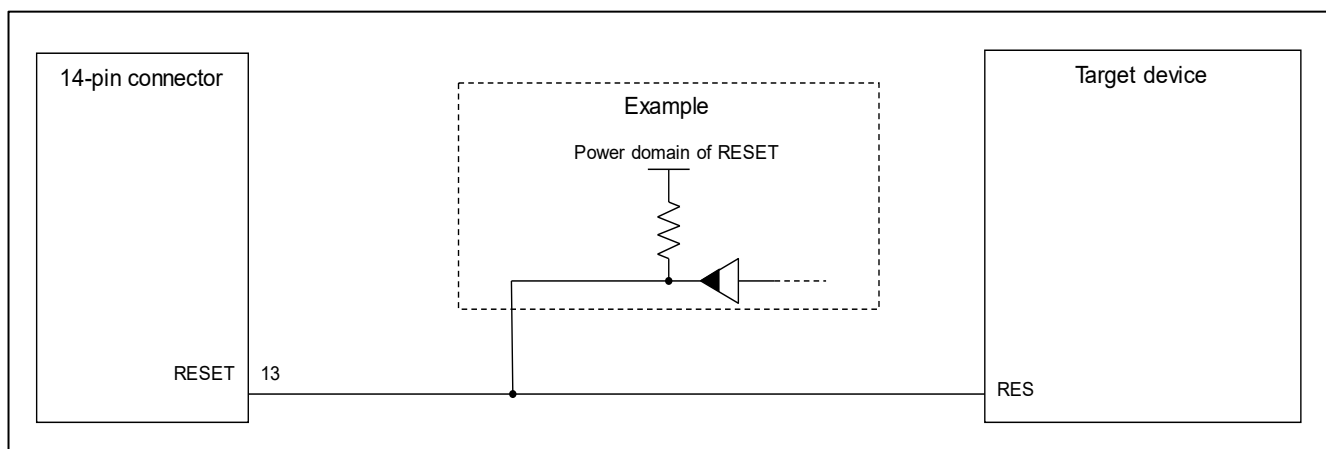 14-pin connector
Example
Target device
Power domain of RESET
RESET 13
RES